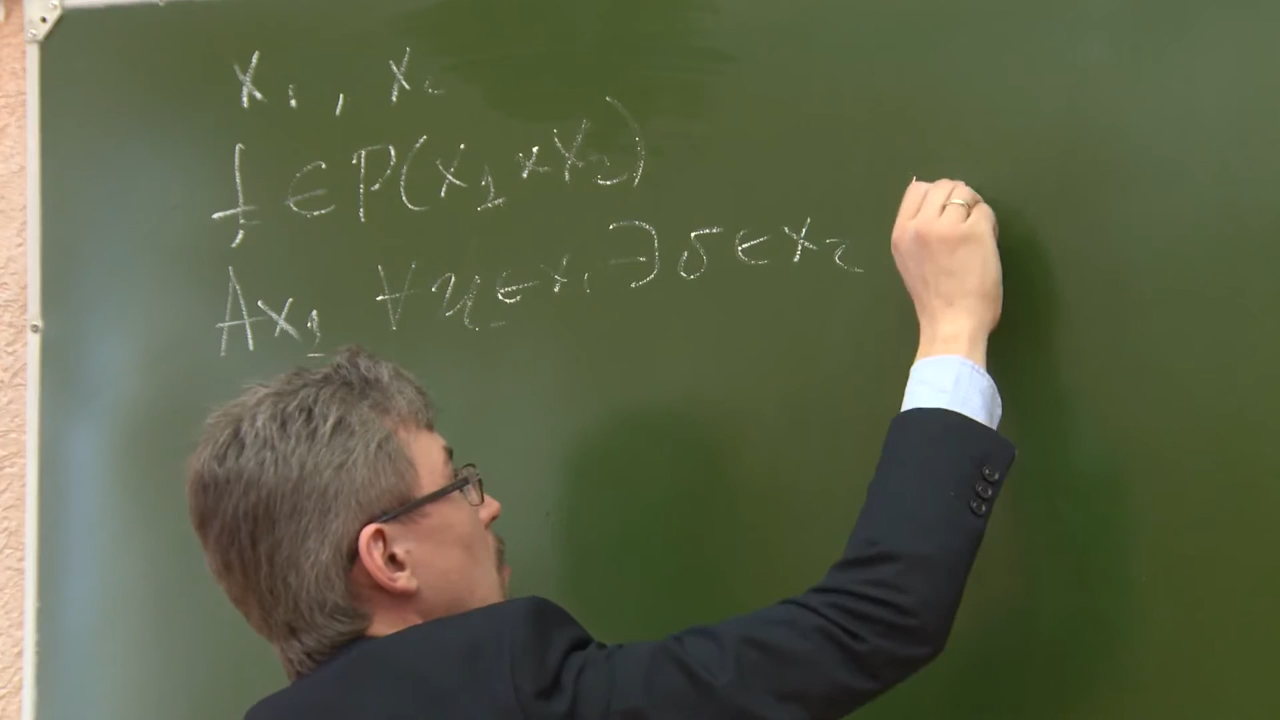 x₁, x₂
f ∈ P(x₁ × x₂)
Ax₁ ∀ y ∈ x₁ ∃ б ∈ x₂